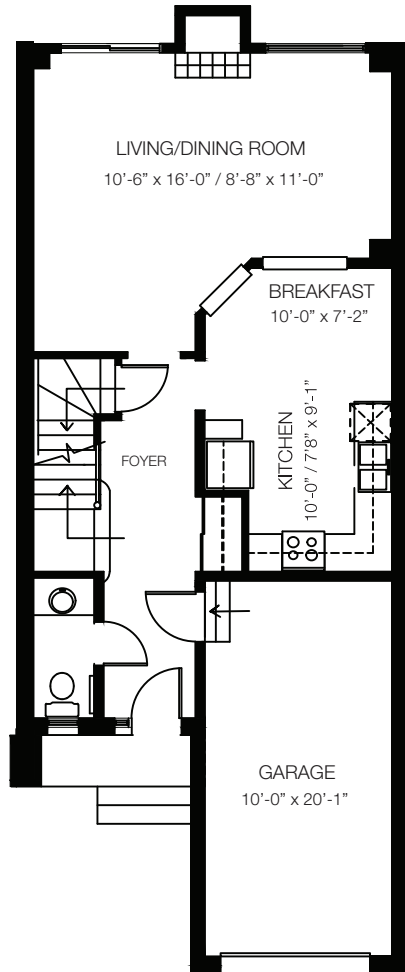 LIVING/DINING ROOM
10’-6” x 16’-0” / 8’-8” x 11’-0”
BREAKFAST
10’-0” x 7’-2”
KITCHEN
10’-0” / 7’8” x 9’-1”
FOYER
GARAGE
10’-0” x 20’-1”